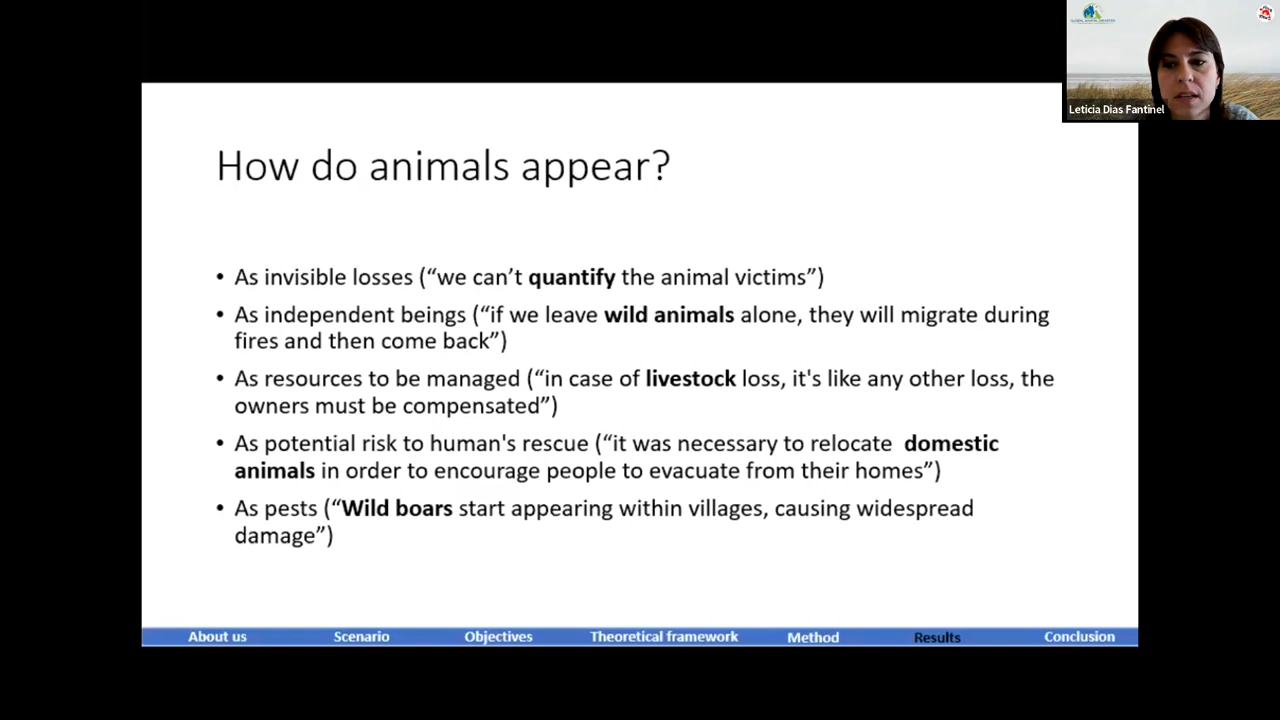 Leticia Dias Fantinel
How do animals appear?
• As invisible losses (“we can’t quantify the animal victims”)
• As independent beings (“if we leave wild animals alone, they will migrate during
fires and then come back”)
• As resources to be managed (“in case of livestock loss, it's like any other loss, the
owners must be compensated”)
• As potential risk to human's rescue (“it was necessary to relocate domestic
animals in order to encourage people to evacuate from their homes”)
• As pests (“Wild boars start appearing within villages, causing widespread
damage”)
About us Scenario Objectives Theoretical framework Method Results Conclusion